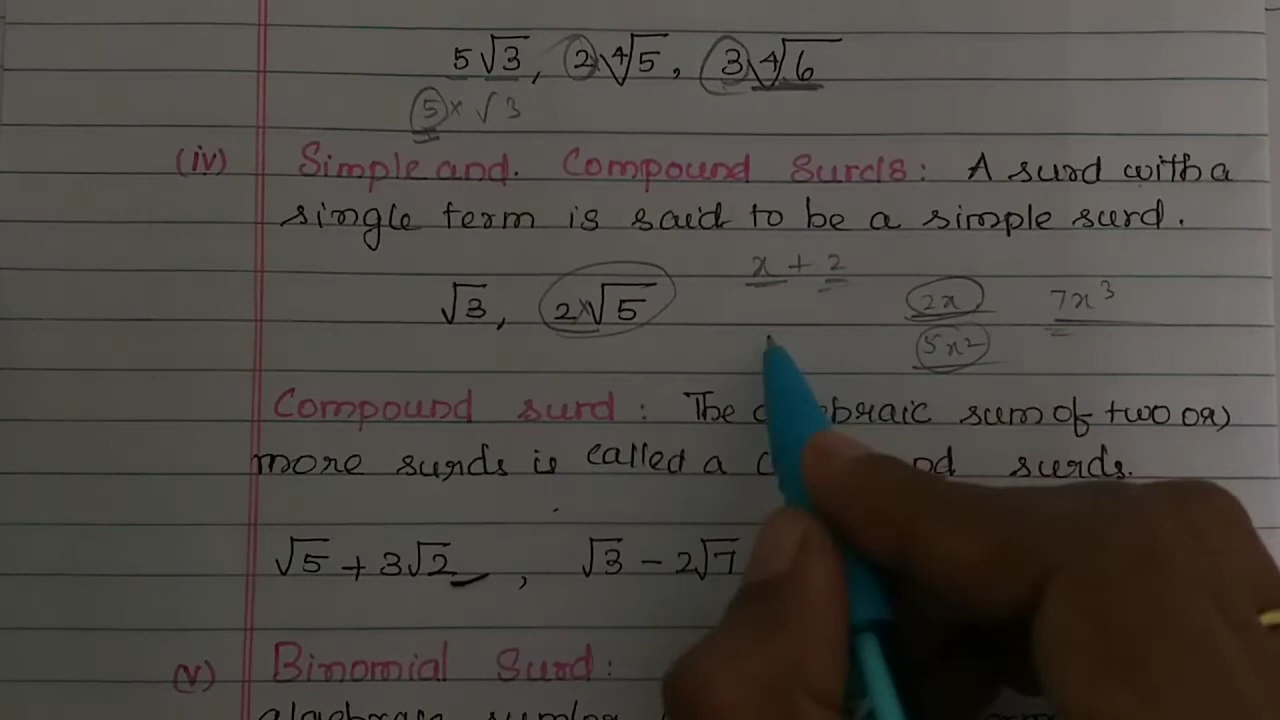 5√3, 2∜5, 3∜6
5×√3
(iv) Simple and. Compound Surds: A surd with a
single term is said to be a simple surd.
x + 2
√3, 2×√5 2x 7x³
5x²
Compound surd: The sum of two or)
more surds is called a surds.
√5 + 3√2, √3 - 2√7
(v) Binomial Surd: